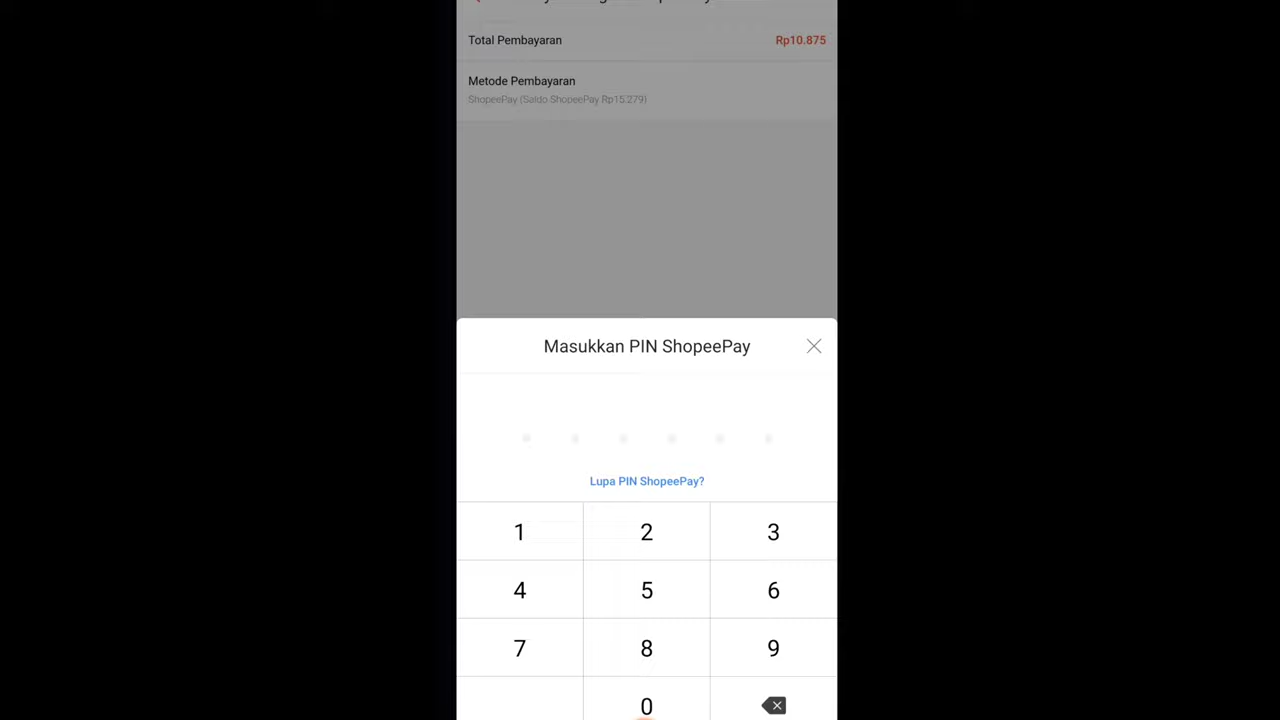 Total Pembayaran Rp10.875
Metode Pembayaran
ShopeePay (Saldo ShopeePay Rp15.279)
Masukkan PIN ShopeePay
Lupa PIN ShopeePay?
1 2 3
4 5 6
7 8 9
0